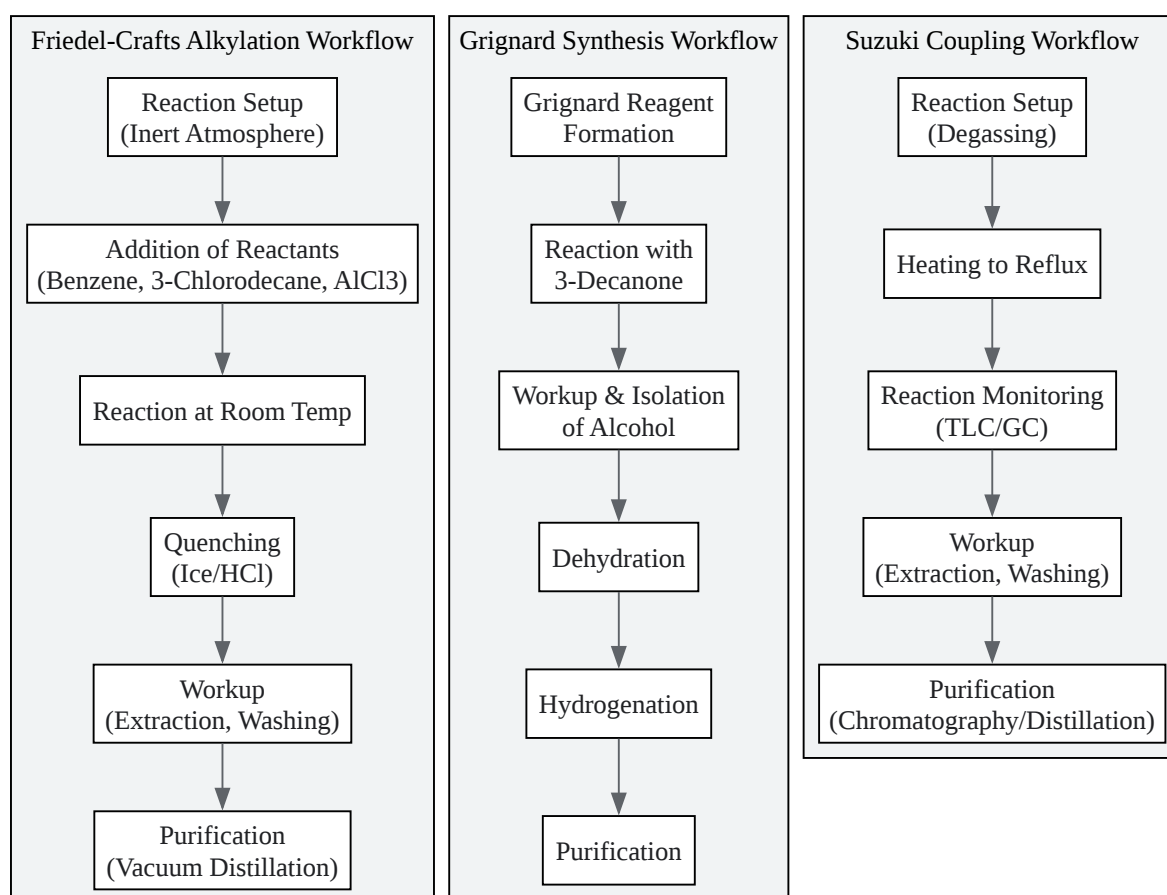 Friedel-Crafts Alkylation Workflow
Reaction Setup
(Inert Atmosphere)
Addition of Reactants
(Benzene, 3-Chlorodecane, AlCl3)
Reaction at Room Temp
Quenching
(Ice/HCl)
Workup
(Extraction, Washing)
Purification
(Vacuum Distillation)
Grignard Synthesis Workflow
Grignard Reagent
Formation
Reaction with
3-Decanone
Workup & Isolation
of Alcohol
Dehydration
Hydrogenation
Purification
Suzuki Coupling Workflow
Reaction Setup
(Degassing)
Heating to Reflux
Reaction Monitoring
(TLC/GC)
Workup
(Extraction, Washing)
Purification
(Chromatography/Distillation)